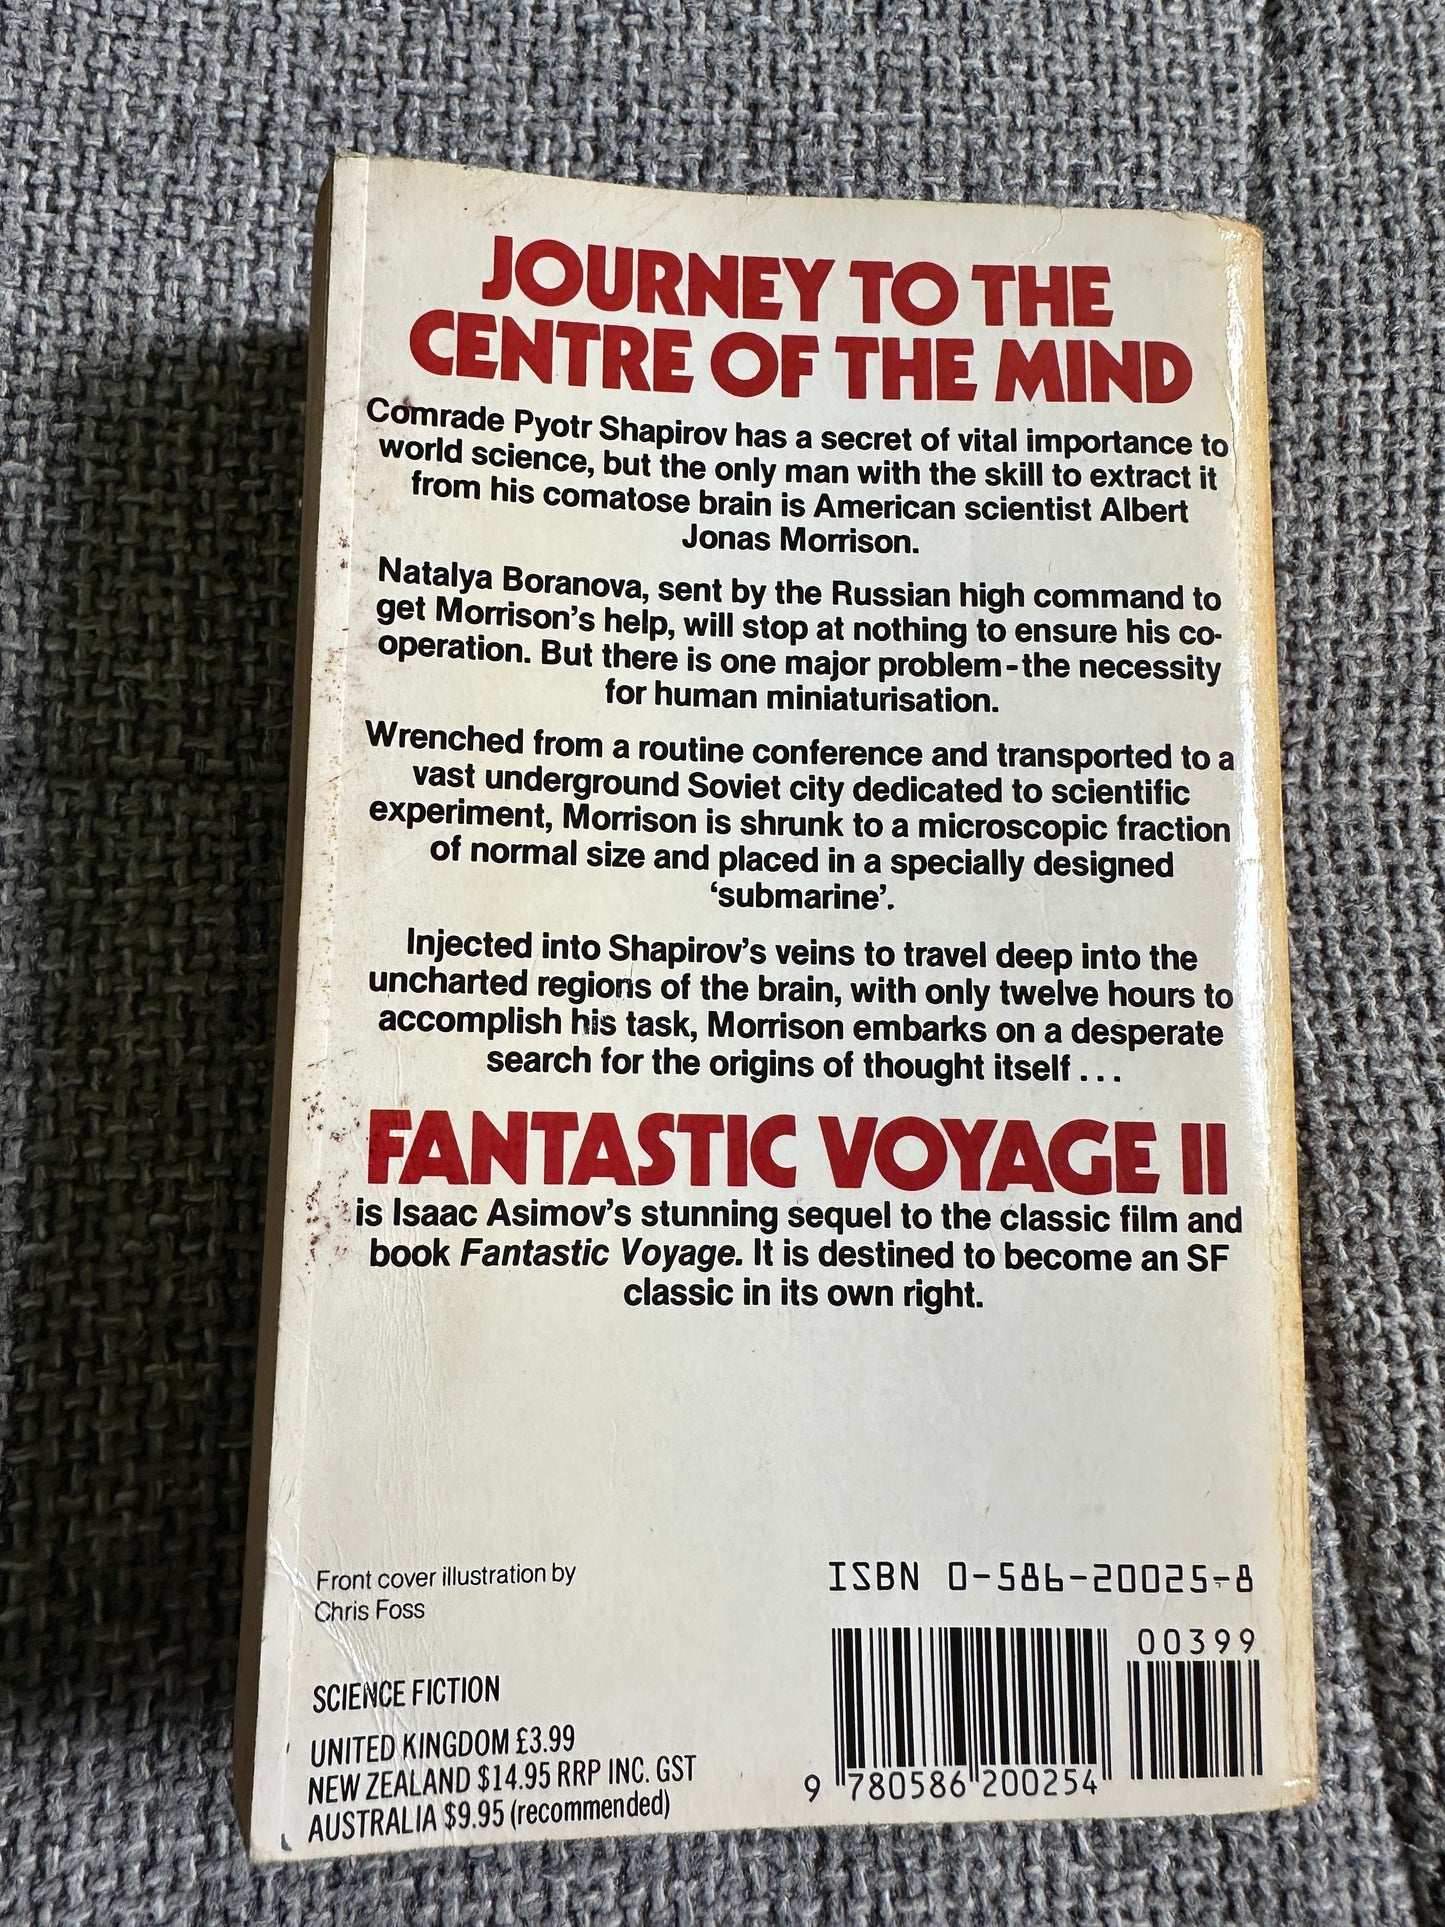 JOURNEY TO THE
CENTRE OF THE MIND
Comrade Pyotr Shapirov has a secret of vital importance to
world science, but the only man with the skill to extract it
from his comatose brain is American scientist Albert
Jonas Morrison.
Natalya Boranova, sent by the Russian high command to
get Morrison's help, will stop at nothing to ensure his co-
operation. But there is one major problem - the necessity
for human miniaturisation.
Wrenched from a routine conference and transported to a
vast underground Soviet city dedicated to scientific
experiment, Morrison is shrunk to a microscopic fraction
of normal size and placed in a specially designed
'submarine'.
Injected into Shapirov's veins to travel deep into the
uncharted regions of the brain, with only twelve hours to
accomplish his task, Morrison embarks on a desperate
search for the origins of thought itself . . .
FANTASTIC VOYAGE II
is Isaac Asimov's stunning sequel to the classic film and
book Fantastic Voyage. It is destined to become an SF
classic in its own right.
Front cover illustration by
Chris Foss
SCIENCE FICTION
UNITED KINGDOM £3.99
NEW ZEALAND $14.95 RRP INC. GST
AUSTRALIA $9.95 (recommended)
ISBN 0-586-20025-8
00399
9 780586 200254